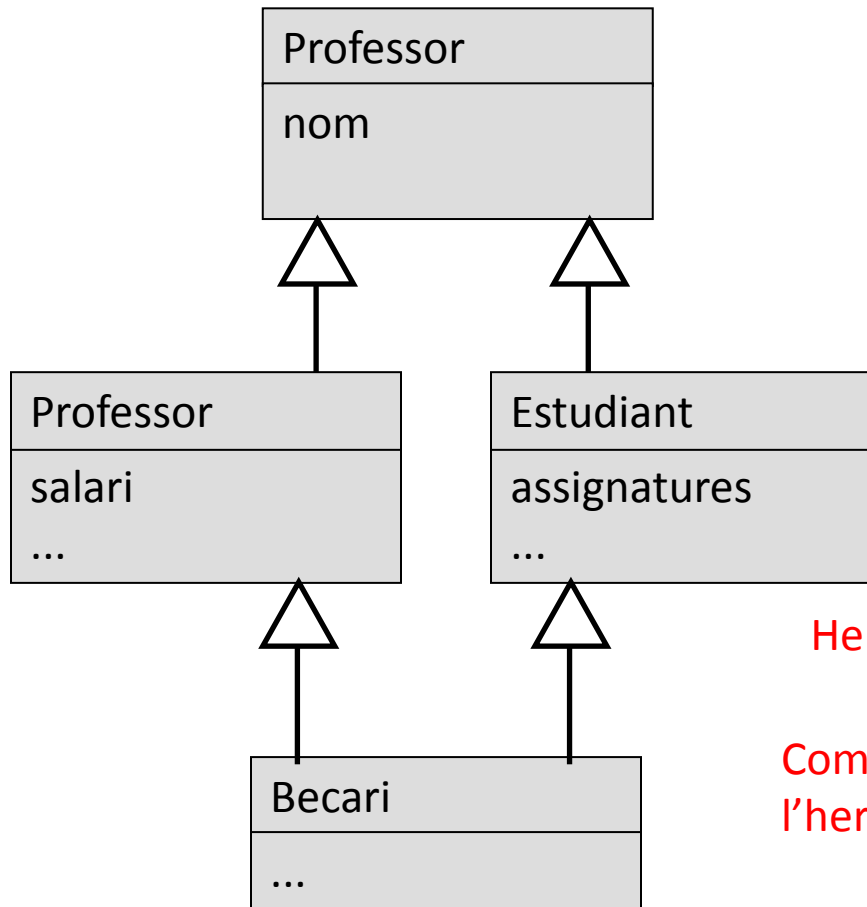 Professor
nom
Professor
salari
...
Estudiant
assignatures
...
He
Com
l’her
Becari
...